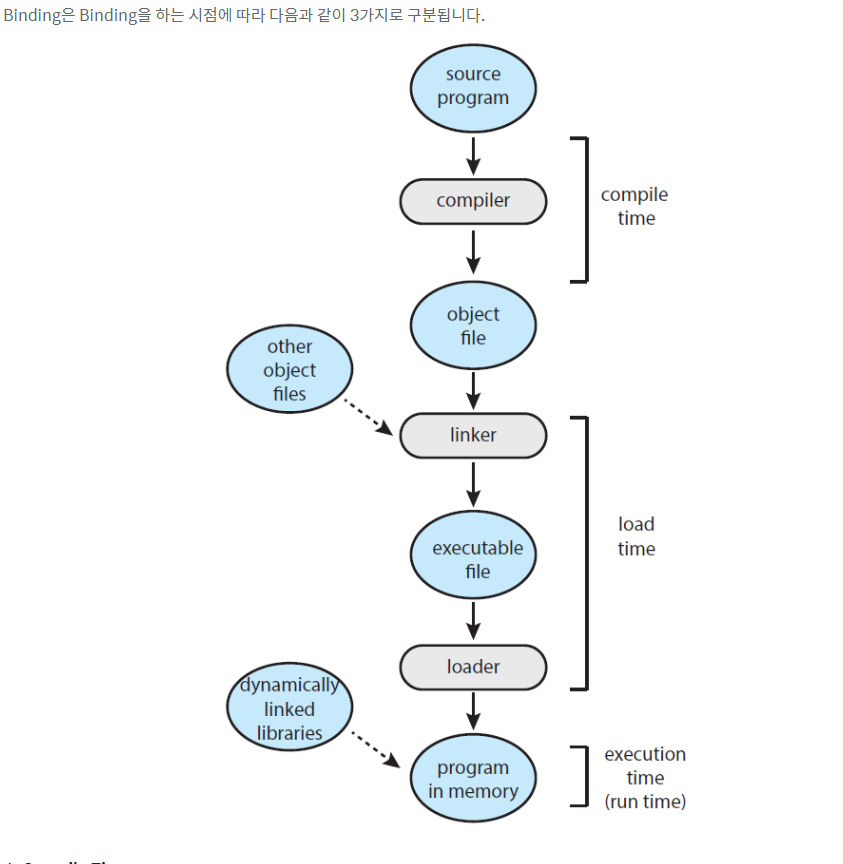 Binding은 Binding을 하는 시점에 따라 다음과 같이 3가지로 구분됩니다.
source
program
compiler
compile
time
object
file
other
object
files
linker
load
time
executable
file
loader
dynamically
linked
libraries
program
in memory
execution
time
(run time)